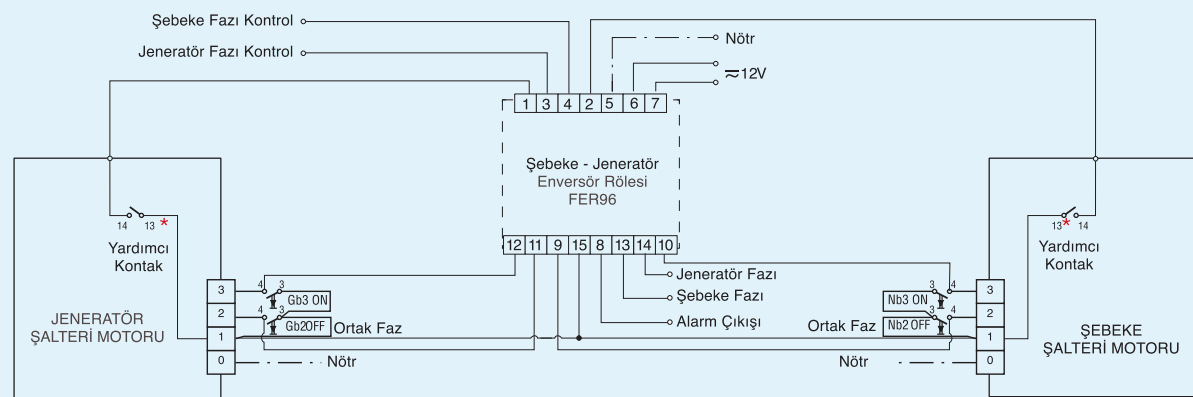 Şebeke Fazı Kontrol
Jeneratör Fazı Kontrol
Nötr
≂12V
1 3 4 2 5 6 7
Şebeke - Jeneratör
Enversör Rölesi
FER96
12 11 9 15 8 13 14 10
Jeneratör Fazı
Şebeke Fazı
Alarm Çıkışı
14 13 *
Yardımcı
Kontak
JENERATÖR
ŞALTERİ MOTORU
3
2
1
0
4 3
Gb3 ON
4 3
Gb2OFF
Ortak Faz
Nötr
13 * 14
Yardımcı
Kontak
3 4
Nb3 ON
3 4
Nb2 OFF
Ortak Faz
Nötr
3
2
1
0
ŞEBEKE
ŞALTERİ MOTORU